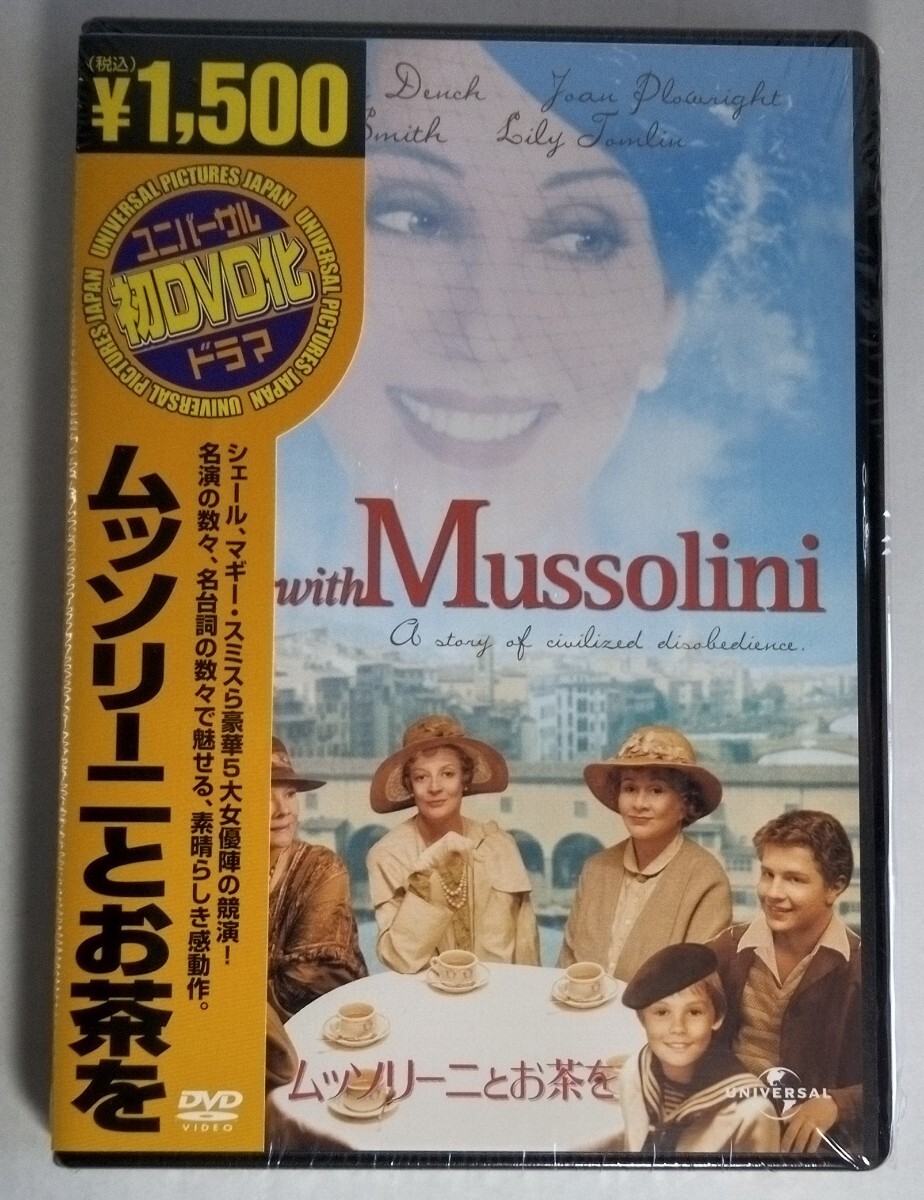 (税込)
¥1,500
UNIVERSAL PICTURES JAPAN UNIVERSAL PICTURES JAPAN UNIVERSAL PICTURES JAPAN
ユニバーサル
初DVD化
ドラマ
シェール、マギー・スミスら豪華5大女優陣の競演!
名演の数々、名台詞の数々で魅せる、素晴らしき感動作。
ムッソリーニとお茶を
DVD
VIDEO
Dench Joan Plowright
Smith Lily Tomlin
with Mussolini
A story of civilized disobedience.
ムッソリーニとお茶を
UNIVERSAL